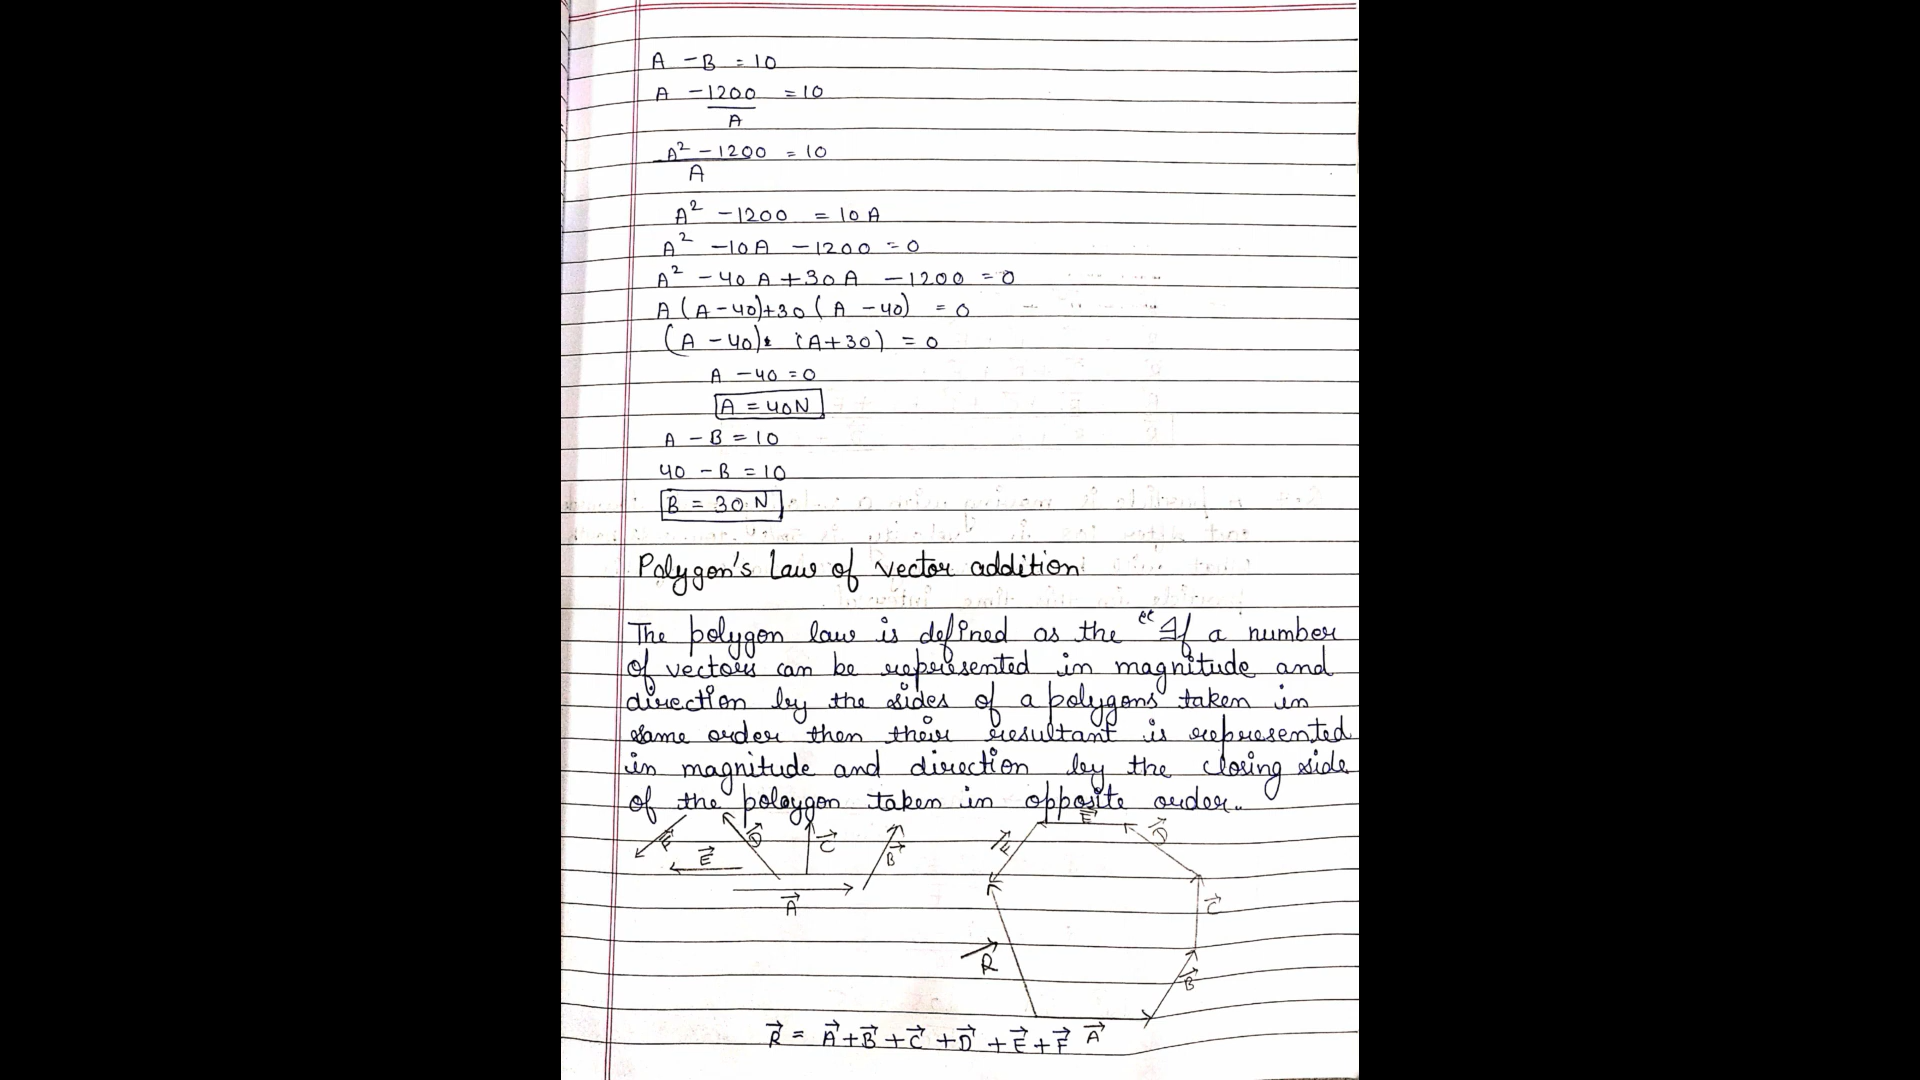 A - B = 10
A - 1200/A = 10
A² - 1200/A = 10
A² - 1200 = 10A
A² - 10A - 1200 = 0
A² - 40A + 30A - 1200 = 0
A(A - 40) + 30(A - 40) = 0
(A - 40) (A + 30) = 0
A - 40 = 0
A = 40N
A - B = 10
40 - B = 10
B = 30 N
Polygon's Law of vector addition
The polygon law is defined as the “If a number
of vectors can be represented in magnitude and
direction by the sides of a polygons taken in
same order then their resultant is represented
in magnitude and direction by the closing side
of the poloygon taken in opposite order..
F⃗ E⃗ D⃗ C⃗ B⃗ A⃗
F⃗ E⃗ D⃗ C⃗ B⃗ R⃗ A⃗
R⃗ = A⃗ + B⃗ + C⃗ + D⃗ + E⃗ + F⃗